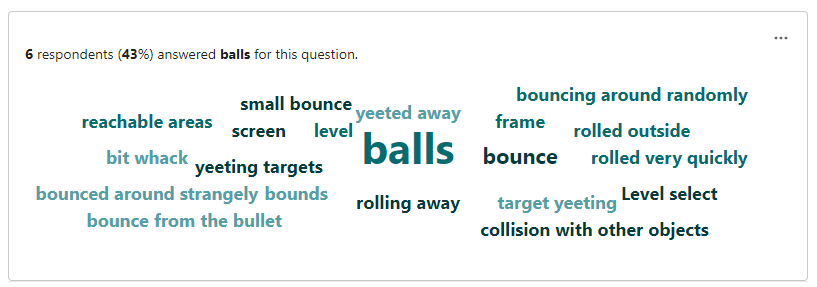 ...
6 respondents (43%) answered balls for this question.
bouncing around randomly
small bounce
yeeted away
reachable areas
screen
level
frame
rolled outside
balls
bit whack
yeeting targets
bounce
rolled very quickly
bounced around strangely
bounds
rolling away
target yeeting
Level select
bounce from the bullet
collision with other objects